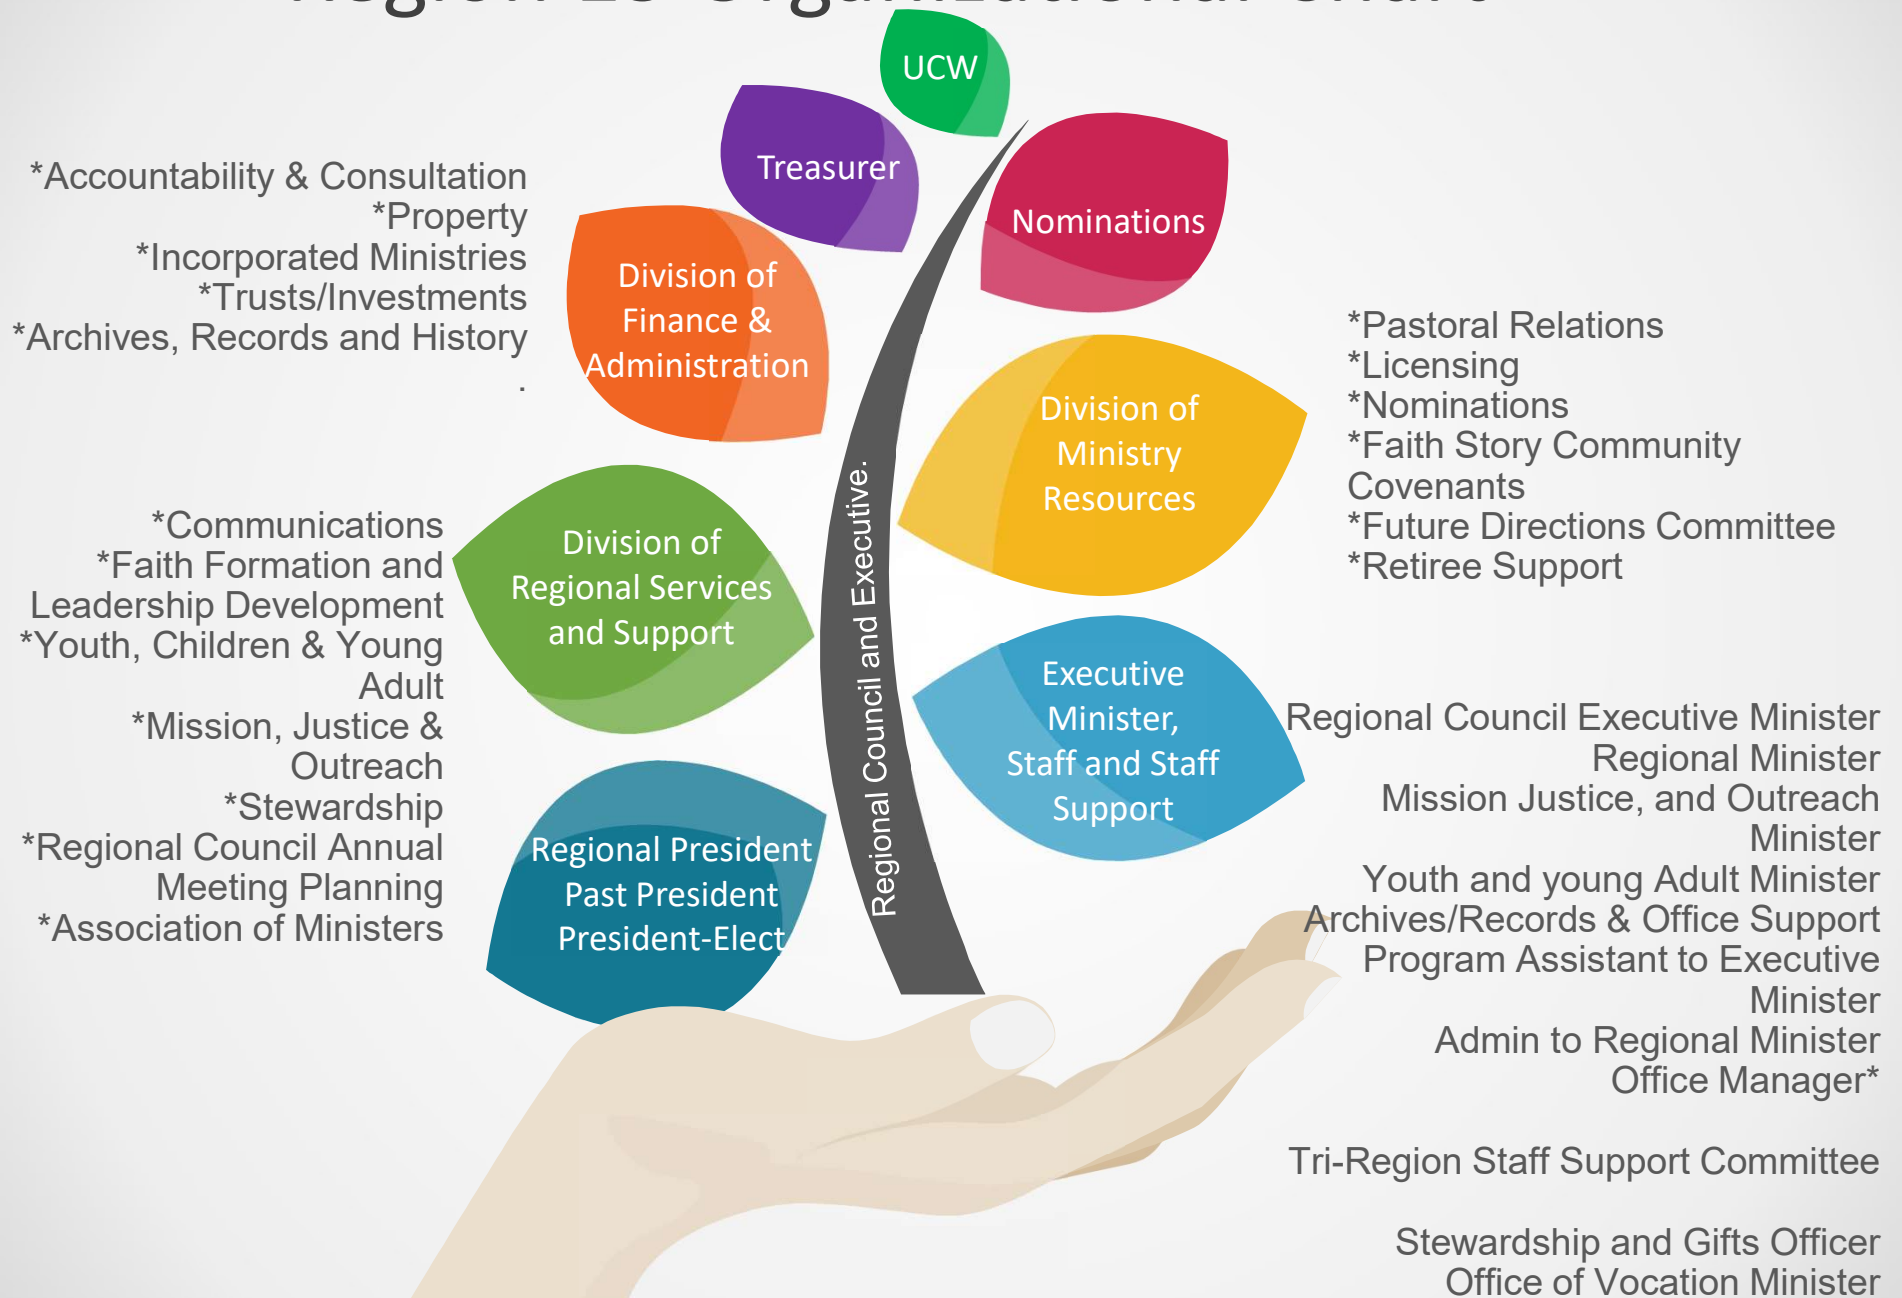 UCW
Treasurer
Nominations
*Accountability & Consultation
*Property
*Incorporated Ministries
*Trusts/Investments
*Archives, Records and History
.
Division of
Finance &
Administration
*Pastoral Relations
*Licensing
*Nominations
*Faith Story Community
Covenants
*Future Directions Committee
*Retiree Support
Division of
Ministry
Resources
*Communications
*Faith Formation and
Leadership Development
*Youth, Children & Young
Adult
*Mission, Justice &
Outreach
*Stewardship
*Regional Council Annual
Meeting Planning
*Association of Ministers
Division of
Regional Services
and Support
Regional Council and Executive.
Executive
Minister,
Staff and Staff
Support
Regional President
Past President
President-Elect
Regional Council Executive Minister
Regional Minister
Mission Justice, and Outreach
Minister
Youth and young Adult Minister
Archives/Records & Office Support
Program Assistant to Executive
Minister
Admin to Regional Minister
Office Manager*
Tri-Region Staff Support Committee
Stewardship and Gifts Officer
Office of Vocation Minister